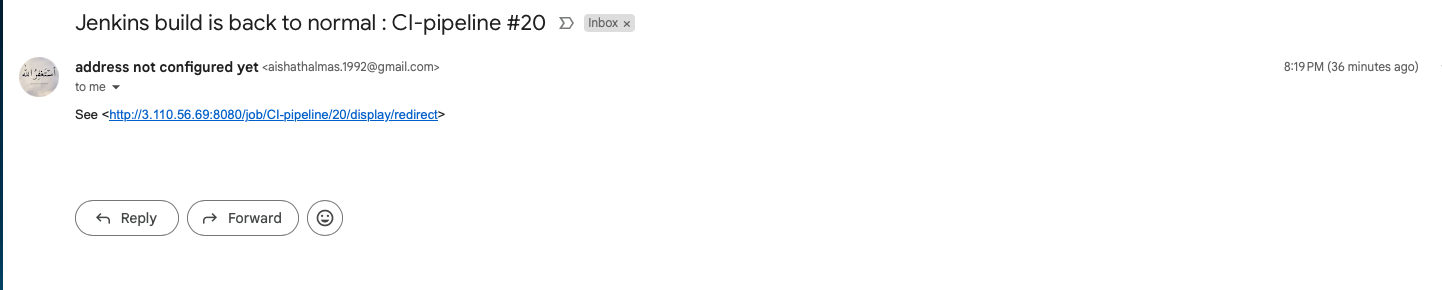 Jenkins build is back to normal : CI-pipeline #20 Inbox ×
address not configured yet <aishathalmas.1992@gmail.com> 8:19 PM (36 minutes ago)
to me
See <http://3.110.56.69:8080/job/CI-pipeline/20/display/redirect>
Reply Forward